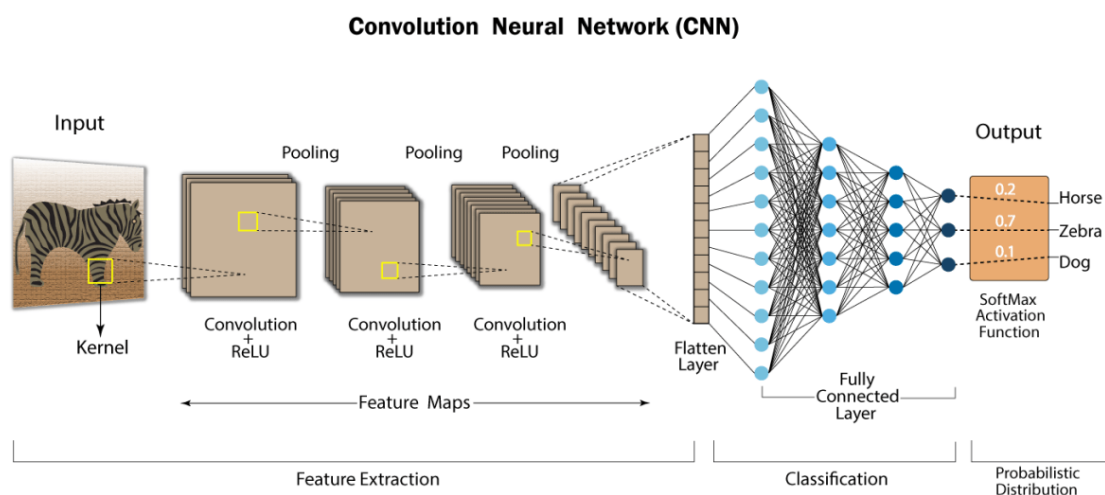 Convolution Neural Network (CNN)
Input
Pooling
Pooling
Pooling
Output
0.2
Horse
0.7
Zebra
0.1
Dog
Kernel
Convolution
+
ReLU
Convolution
+
ReLU
Convolution
+
ReLU
Flatten
Layer
SoftMax
Activation
Function
Feature Maps
Fully
Connected
Layer
Feature Extraction
Classification
Probabilistic
Distribution